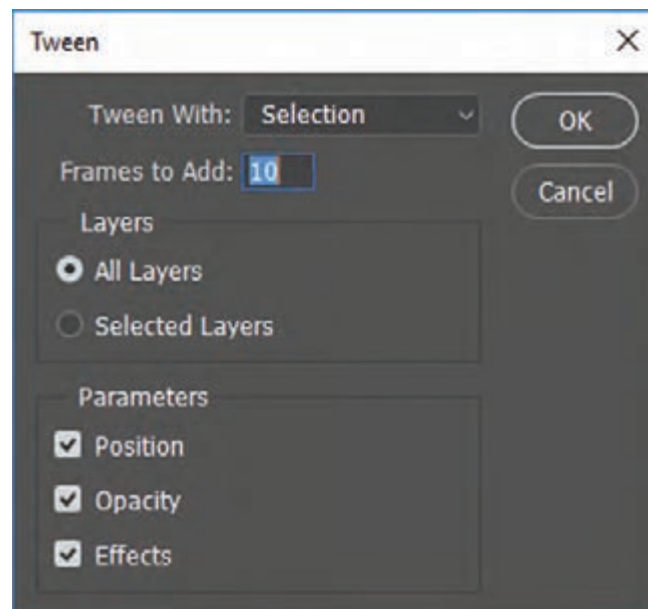 Tween
Tween With: Selection
OK
Frames to Add: 10
Cancel
Layers
All Layers
Selected Layers
Parameters
Position
Opacity
Effects